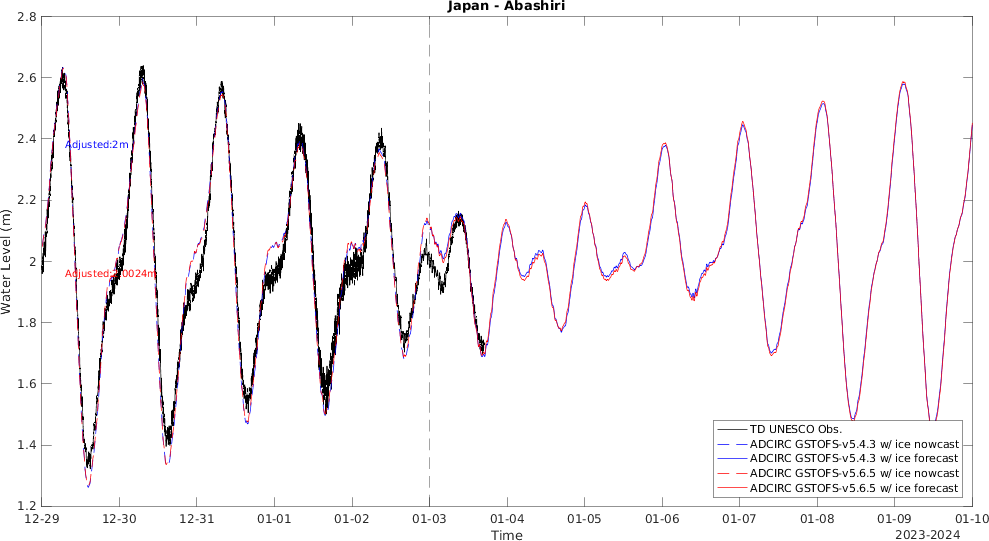 Japan - Abashiri
2.8
2.6
2.4
2.2
2
1.8
1.6
1.4
1.2
Water Level (m)
Adjusted:2m
TD UNESCO Obs.
ADCIRC GSTOFS-v5.4.3 w/ ice nowcast
ADCIRC GSTOFS-v5.4.3 w/ ice forecast
ADCIRC GSTOFS-v5.6.5 w/ ice nowcast
ADCIRC GSTOFS-v5.6.5 w/ ice forecast
12-29 12-30 12-31 01-01 01-02 01-03 01-04 01-05 01-06 01-07 01-08 01-09 01-10
Time
2023-2024